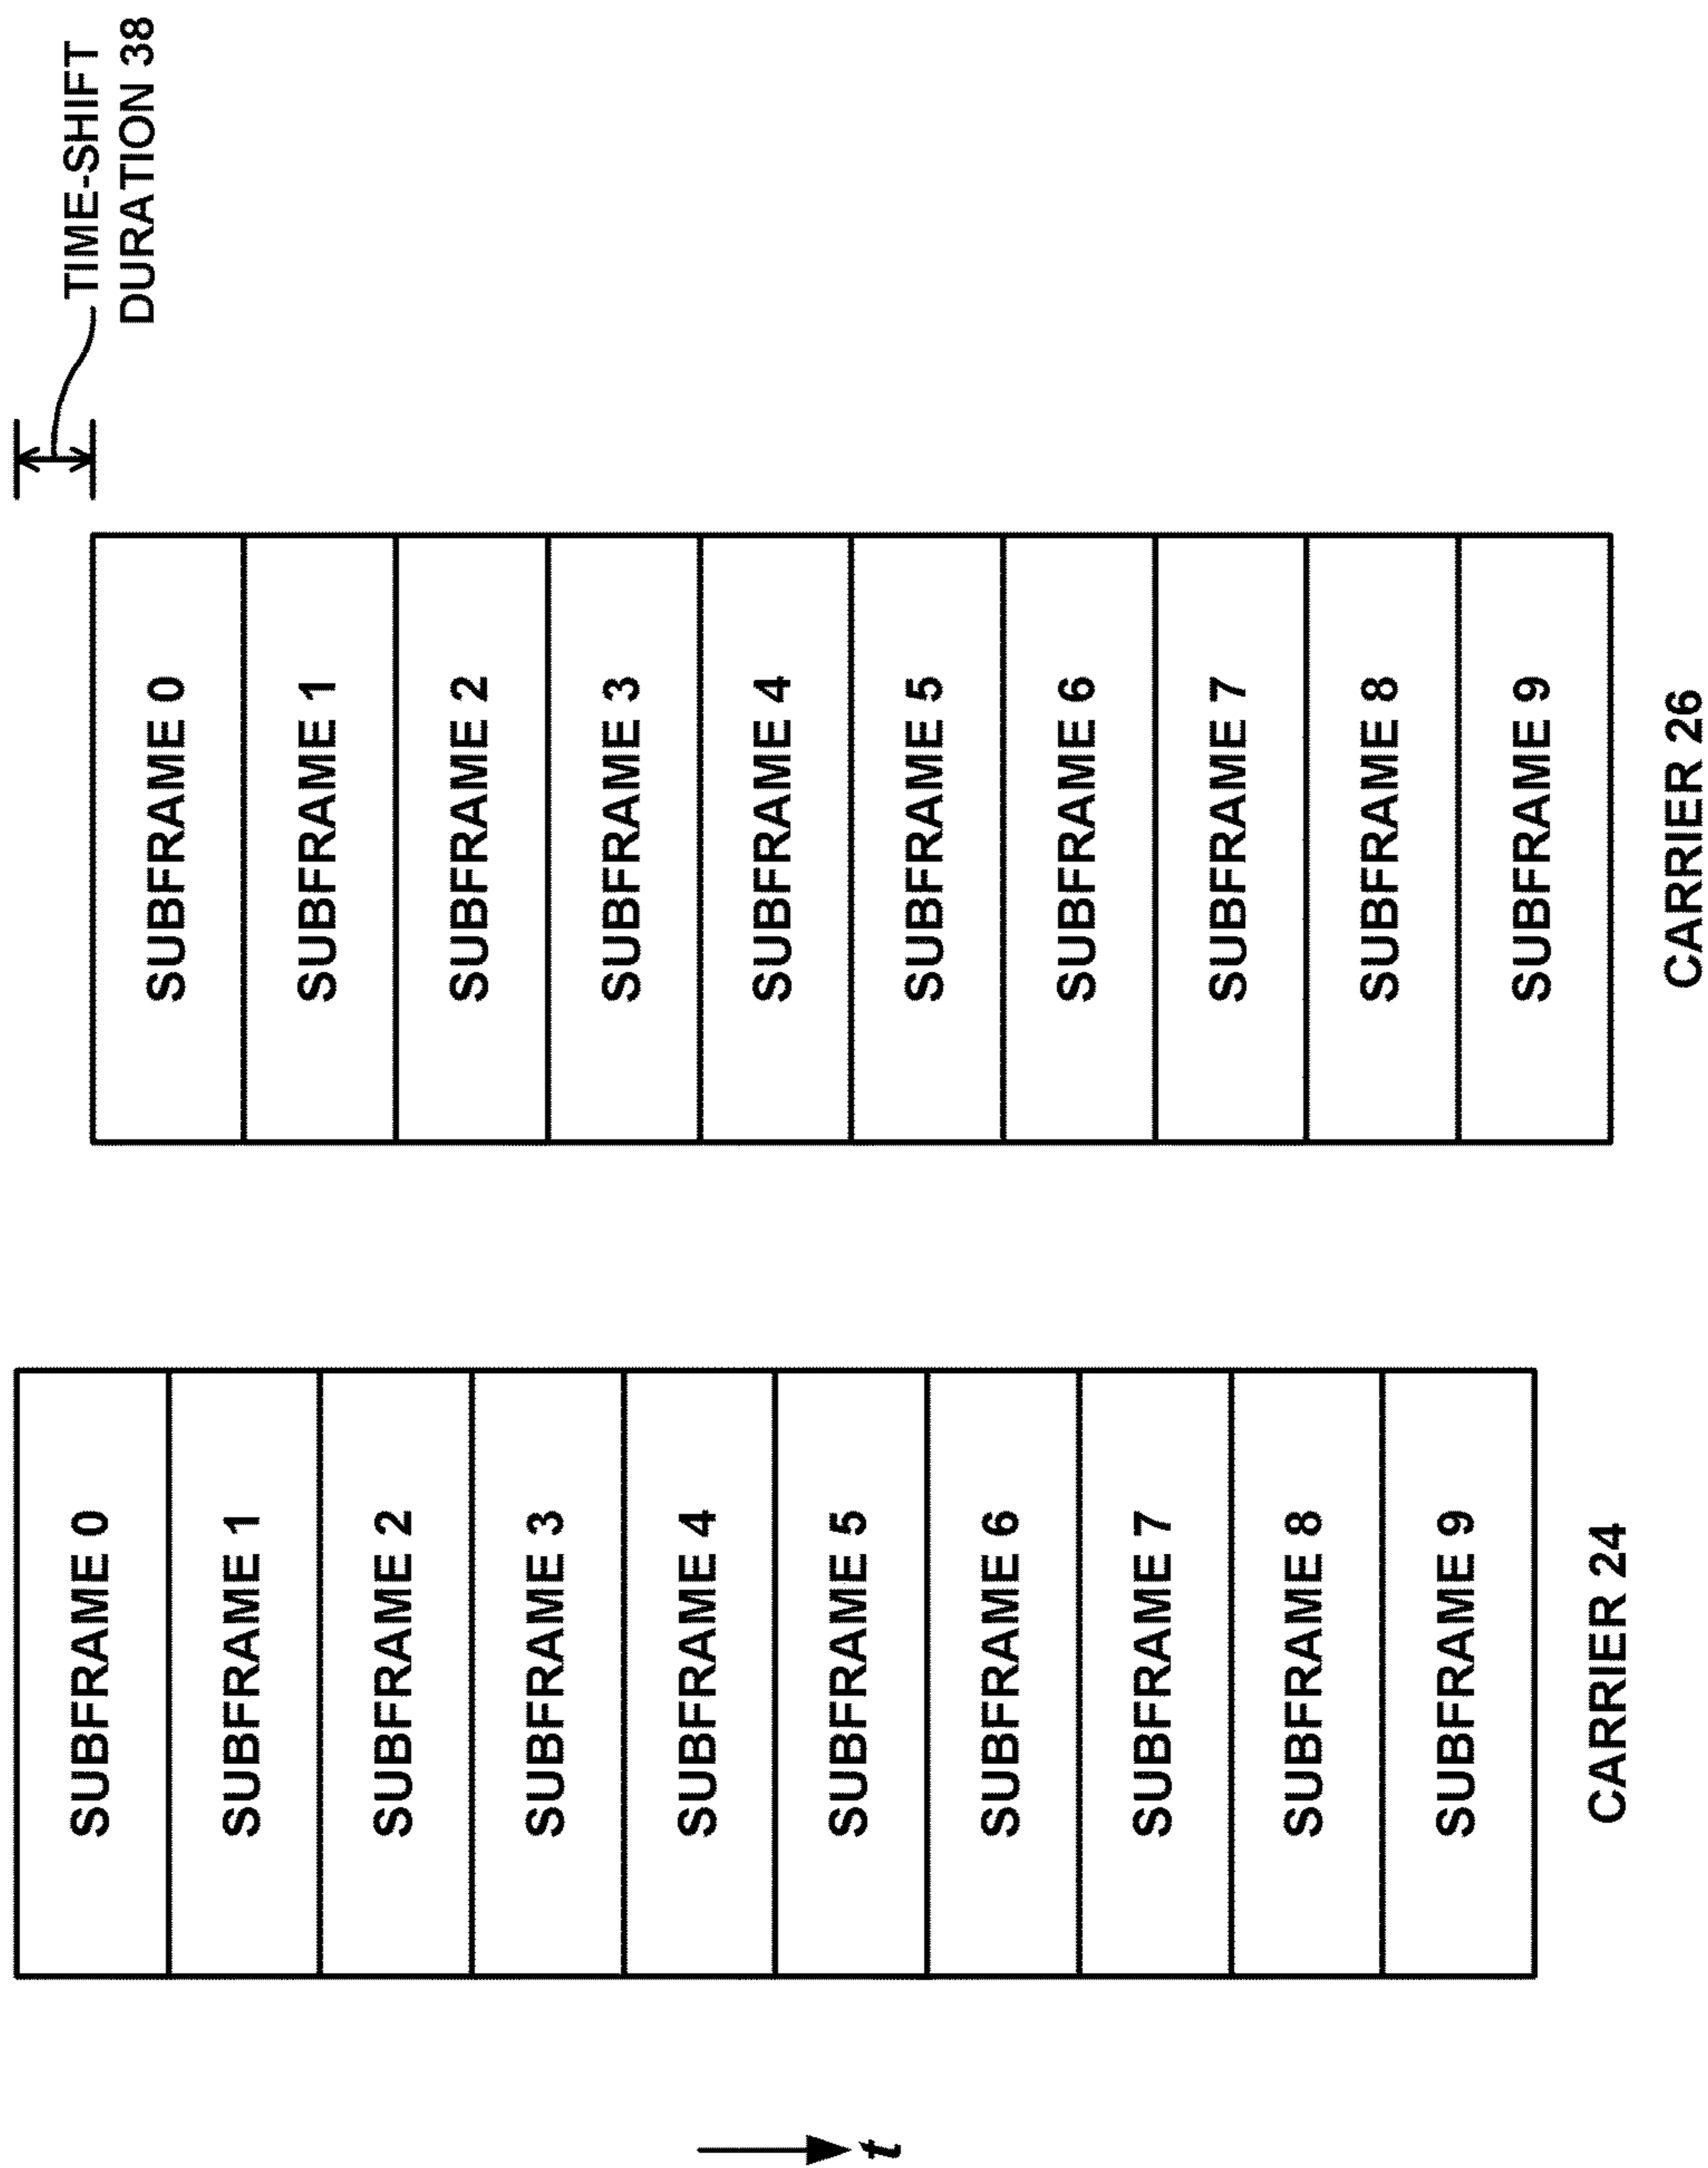 t
SUBFRAME 0
SUBFRAME 1
SUBFRAME 2
SUBFRAME 3
SUBFRAME 4
SUBFRAME 5
SUBFRAME 6
SUBFRAME 7
SUBFRAME 8
SUBFRAME 9
CARRIER 24
SUBFRAME 0
SUBFRAME 1
SUBFRAME 2
SUBFRAME 3
SUBFRAME 4
SUBFRAME 5
SUBFRAME 6
SUBFRAME 7
SUBFRAME 8
SUBFRAME 9
CARRIER 26
TIME-SHIFT
DURATION 38